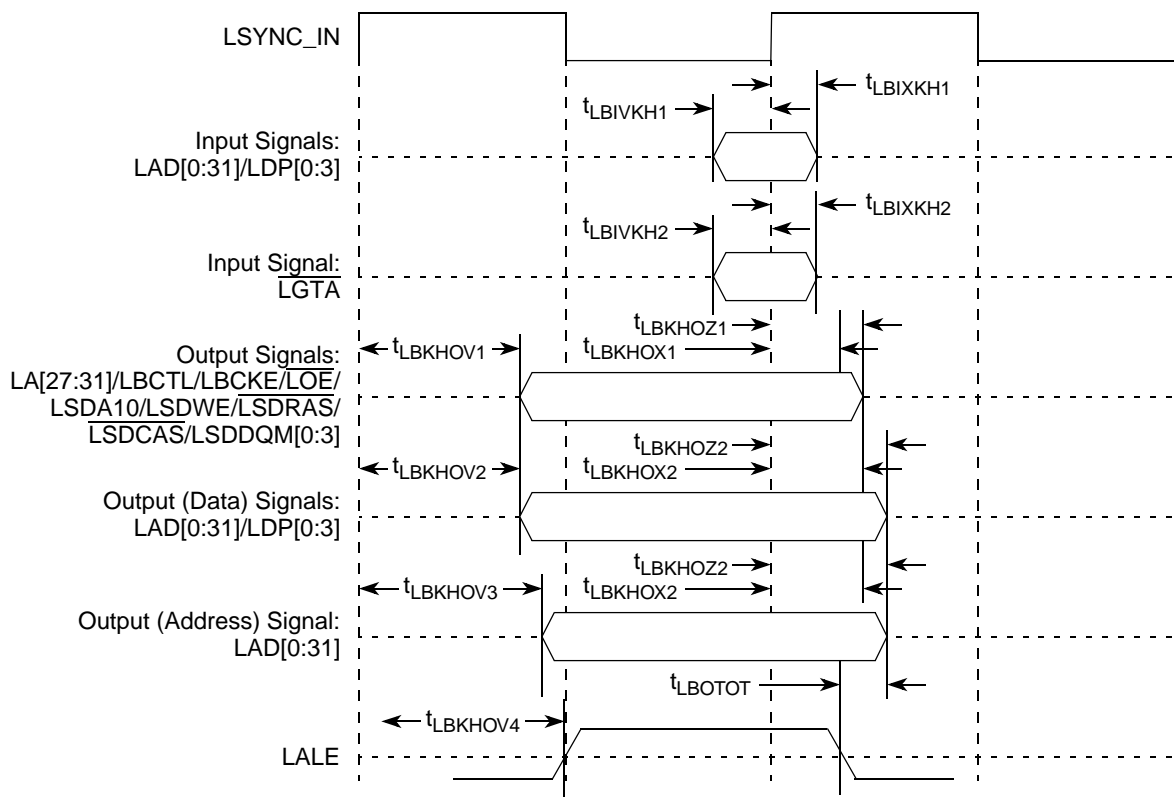 LSYNC_IN
tLBIXKH1
tLBIVKH1
Input Signals:
LAD[0:31]/LDP[0:3]
tLBIXKH2
tLBIVKH2
Input Signal:
LGTA
tLBKHOZ1
tLBKHOV1
tLBKHOX1
Output Signals:
LA[27:31]/LBCTL/LBCKE/LOE/
LSDA10/LSDWE/LSDRAS/
LSDCAS/LSDDQM[0:3]
tLBKHOZ2
tLBKHOV2
tLBKHOX2
Output (Data) Signals:
LAD[0:31]/LDP[0:3]
tLBKHOZ2
tLBKHOV3
tLBKHOX2
Output (Address) Signal:
LAD[0:31]
tLBOTOT
tLBKHOV4
LALE